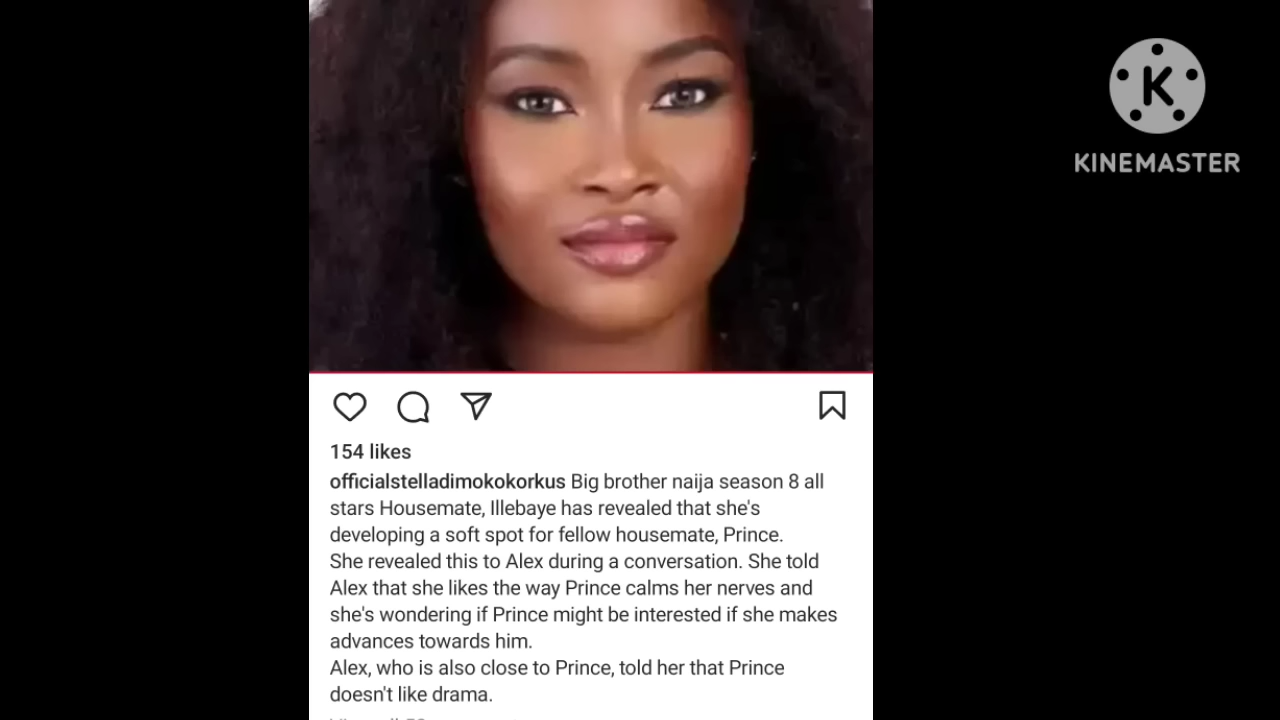 KINEMASTER
154 likes
officialstelladimokokorkus Big brother naija season 8 all
stars Housemate, Illebaye has revealed that she's
developing a soft spot for fellow housemate, Prince.
She revealed this to Alex during a conversation. She told
Alex that she likes the way Prince calms her nerves and
she's wondering if Prince might be interested if she makes
advances towards him.
Alex, who is also close to Prince, told her that Prince
doesn't like drama.